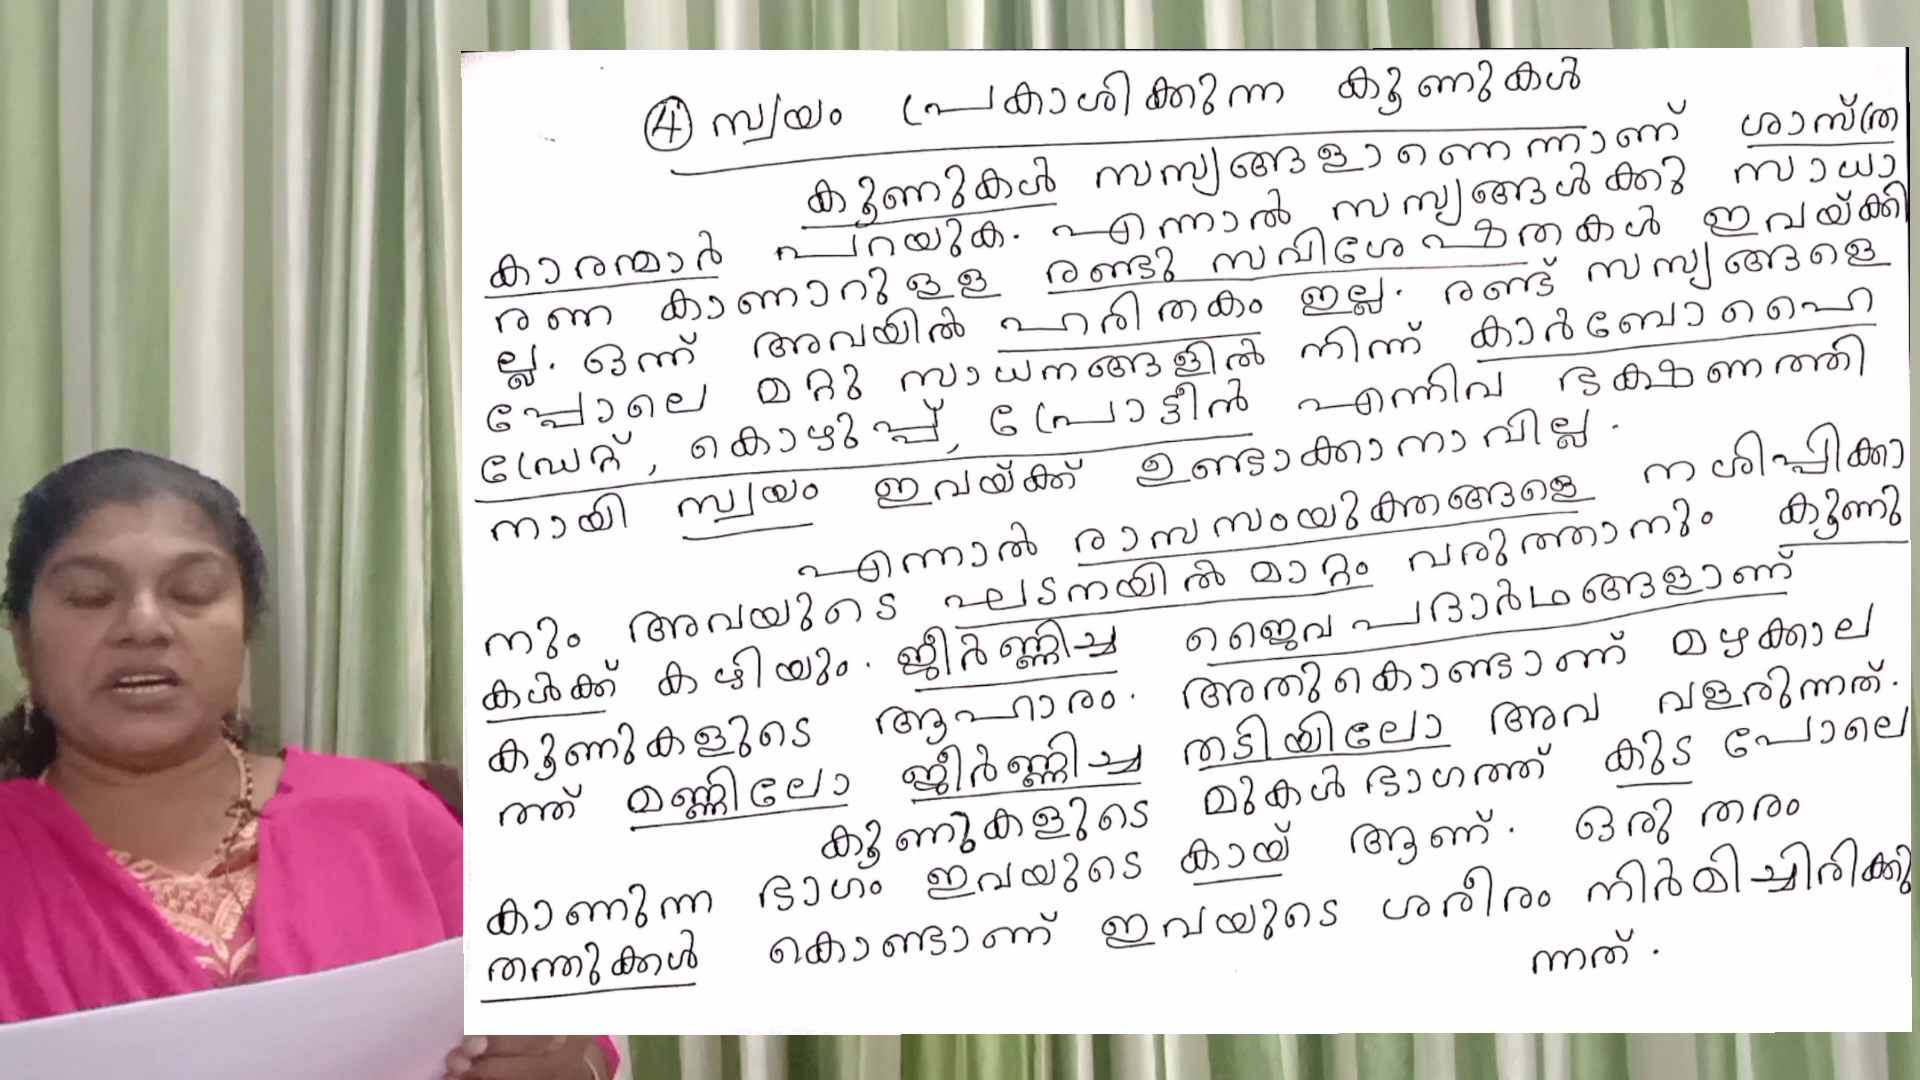 ④ സ്വയം പ്രകാശിക്കുന്ന കൂണുകൾ
കൂണുകൾ സസ്യങ്ങളാണെന്നാണ് ശാസ്ത്ര
കാരന്മാർ പറയുക. എന്നാൽ സസ്യങ്ങൾക്കു സാധാ
രണ കാണാറുള്ള രണ്ടു സവിശേഷതകൾ ഇവയ്ക്കി
ല്ല. ഒന്ന് അവയിൽ ഹരിതകം ഇല്ല. രണ്ട് സസ്യങ്ങളെ
പ്പോലെ മറ്റു സാധനങ്ങളിൽ നിന്ന് കാർബോഹൈ
ഡ്രേറ്റ്, കൊഴുപ്പ്, പ്രോട്ടീൻ എന്നിവ ഭക്ഷണത്തി
നായി സ്വയം ഇവയ്ക്ക് ഉണ്ടാക്കാനാവില്ല.
എന്നാൽ രാസസംയുക്തങ്ങളെ നശിപ്പിക്കാ
നും അവയുടെ ഘടനയിൽ മാറ്റം വരുത്താനും കൂണു
കൾക്ക് കഴിയും. ജീർണ്ണിച്ച ജൈവപദാർഥങ്ങളാണ്
കൂണുകളുടെ ആഹാരം. അതുകൊണ്ടാണ് മഴക്കാല
ത്ത് മണ്ണിലോ ജീർണ്ണിച്ച തടിയിലോ അവ വളരുന്നത്.
കൂണുകളുടെ മുകൾഭാഗത്ത് കുട പോലെ
കാണുന്ന ഭാഗം ഇവയുടെ കായ് ആണ്. ഒരു തരം
തന്തുക്കൾ കൊണ്ടാണ് ഇവയുടെ ശരീരം നിർമിച്ചിരിക്കു
ന്നത്.